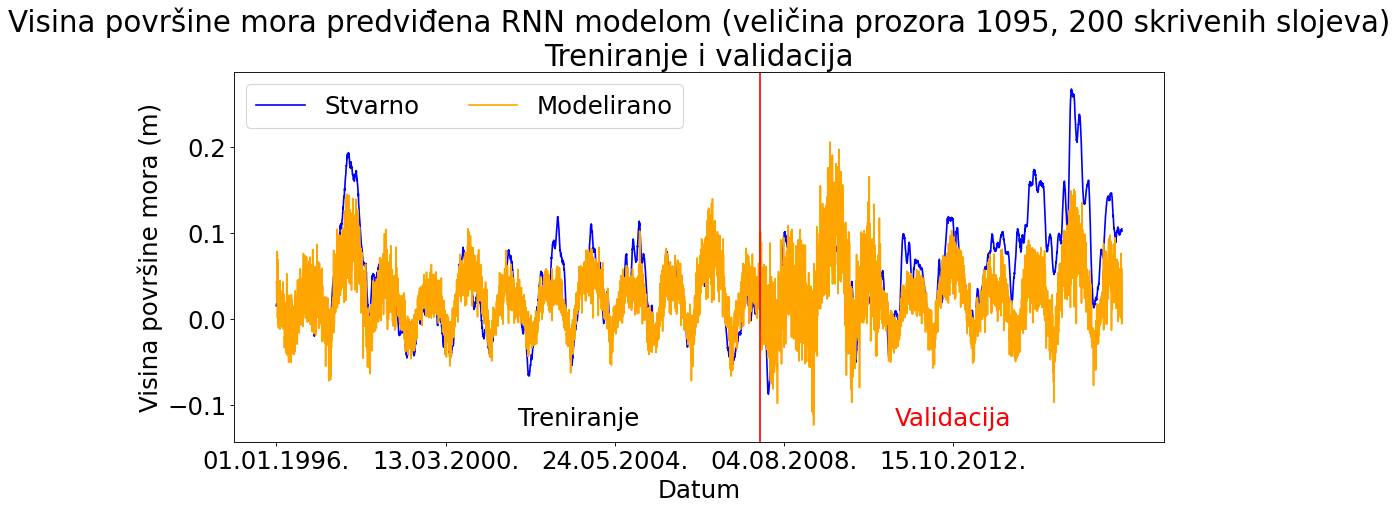 Visina površine mora predviđena RNN modelom (veličina prozora 1095, 200 skrivenih slojeva)
Treniranje i validacija
Stvarno Modelirano
Visina površine mora (m)
0.2
0.1
0.0
−0.1
Treniranje Validacija
01.01.1996. 13.03.2000. 24.05.2004. 04.08.2008. 15.10.2012.
Datum